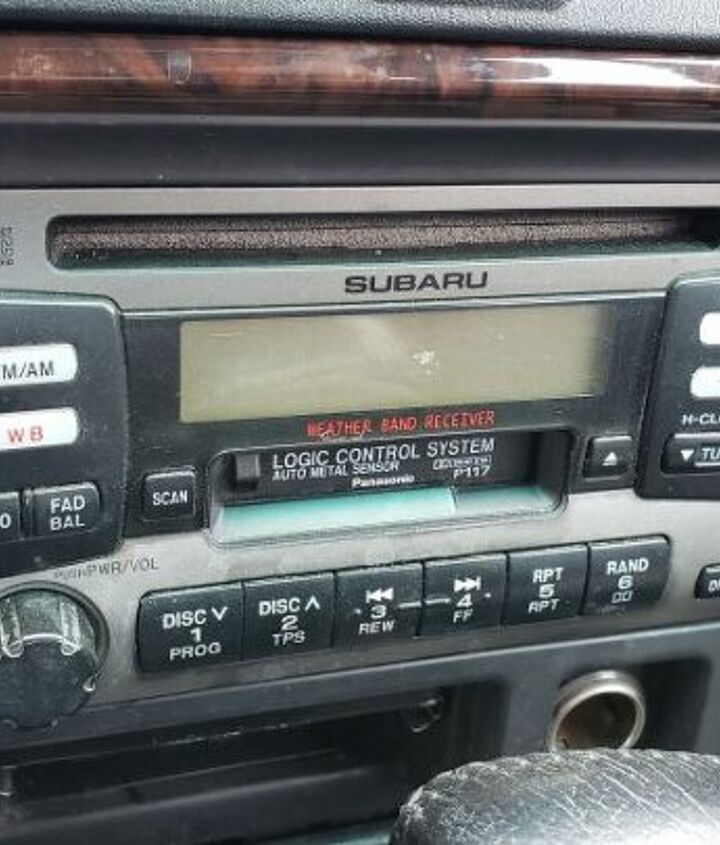 SUBARU
FM/AM
WEATHER BAND RECEIVER
WB
LOGIC CONTROL SYSTEM
AUTO METAL SENSOR
P117
Panasonic
SCAN
FAD
BAL
PWR/VOL
DISC ∨
1
PROG
DISC ∧
2
TPS
3
REW
4
FF
RPT
5
RPT
RAND
6
H-CL
▼ TU